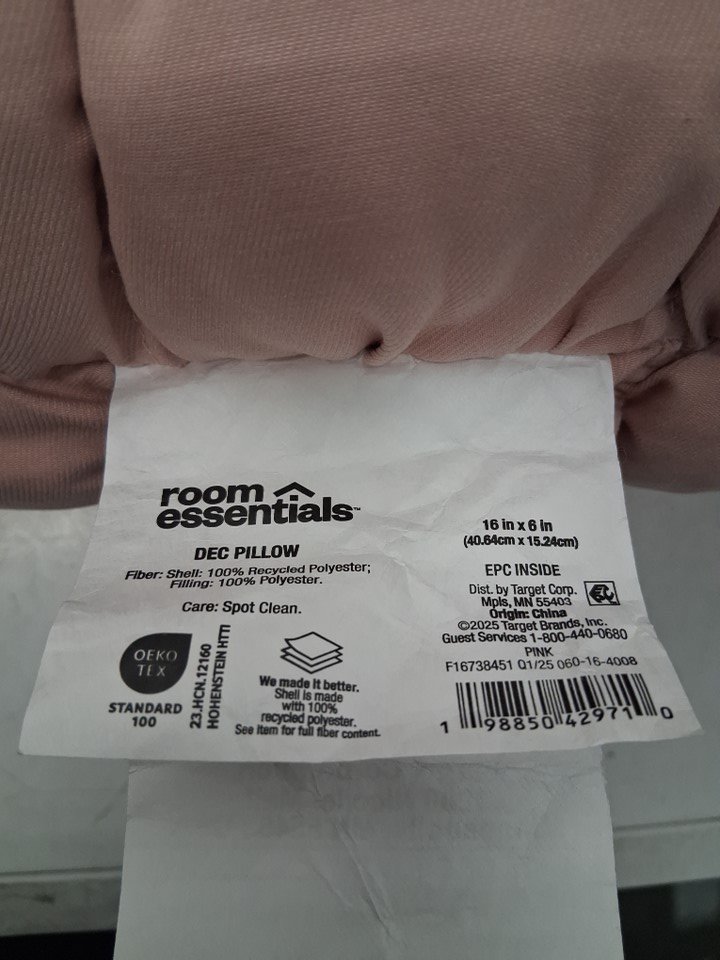 room
essentials™
DEC PILLOW
Fiber: Shell: 100% Recycled Polyester;
Filling: 100% Polyester.
Care: Spot Clean.
OEKO
TEX
STANDARD
100
23.HCN.12160
HOHENSTEIN HTTI
We made it better.
Shell is made
with 100%
recycled polyester.
See item for full fiber content.
16 in x 6 in
(40.64cm x 15.24cm)
EPC INSIDE
Dist. by Target Corp.
Mpls, MN 55403
Origin: China
©2025 Target Brands, Inc.
Guest Services 1-800-440-0680
PINK
F16738451 Q1/25 060-16-4008
1 98850 42971 0